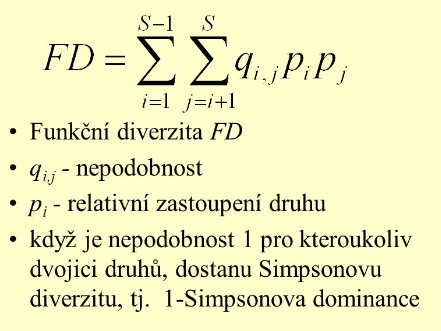 FD = \sum_{i=1}^{S-1} \sum_{j=i+1}^{S} q_{i,j} p_i p_j
• Funkční diverzita FD
• q_{i,j} - nepodobnost
• p_i - relativní zastoupení druhu
• když je nepodobnost 1 pro kteroukoliv
dvojici druhů, dostanu Simpsonovu
diverzitu, tj. 1-Simpsonova dominance